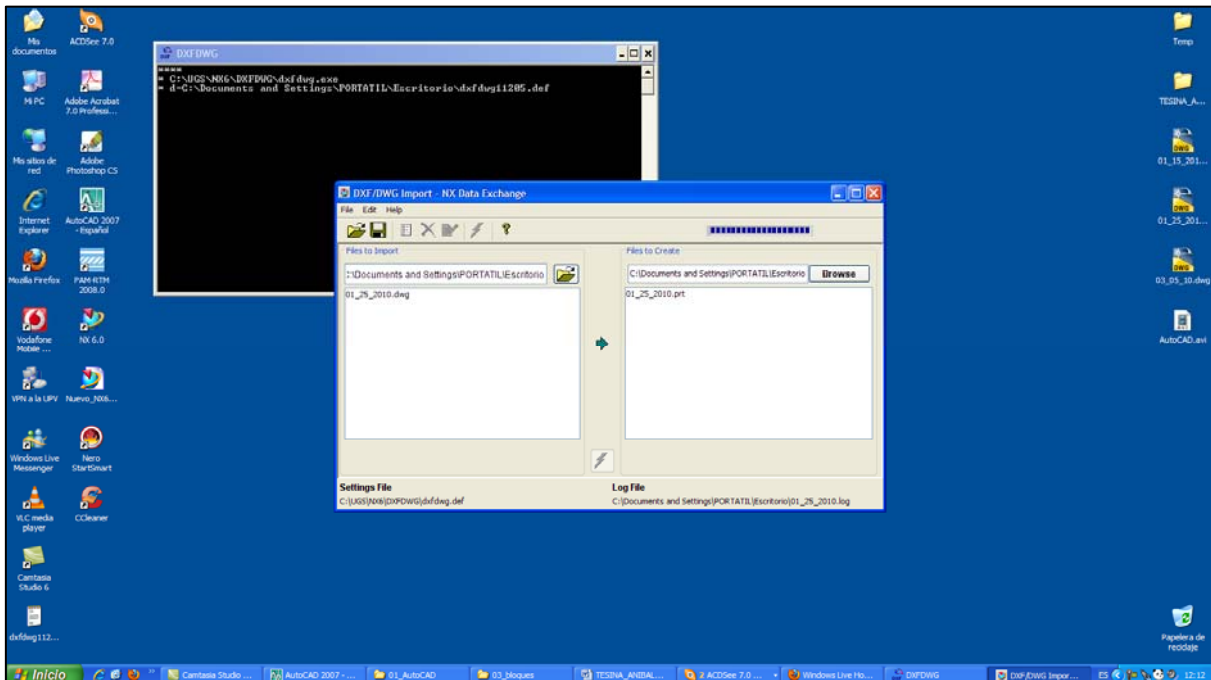 Mis documentos
ACDSee 7.0
Mi PC
Adobe Acrobat 7.0 Professi...
Mis sitios de red
Adobe Photoshop CS
Internet Explorer
AutoCAD 2007 - Español
Mozilla Firefox
PAM-RTM 2008.0
Vodafone Mobile ...
NX 6.0
VPN a la UPV
Nuevo_NX6...
Windows Live Messenger
Nero StartSmart
VLC media player
CCleaner
Camtasia Studio 6
dxfdwg112...
DXFDWG
====
= C:\UGS\NX6\DXFDWG\dxfdwg.exe
= d=C:\Documents and Settings\PORTATIL\Escritorio\dxfdwg11205.def
DXF/DWG Import - NX Data Exchange
File Edit Help
Files to Import
Files to Create
:\Documents and Settings\PORTATIL\Escritorio
C:\Documents and Settings\PORTATIL\Escritorio
Browse
01_25_2010.dwg
01_25_2010.prt
Settings File
Log File
C:\UGS\NX6\DXFDWG\dxfdwg.def
C:\Documents and Settings\PORTATIL\Escritorio\01_25_2010.log
Temp
TESINA_A...
DWG
01_15_201...
DWG
01_25_201...
DWG
03_05_10.dwg
AutoCAD.avi
Papelera de reciclaje
Inicio
Camtasia Studio ...
AutoCAD 2007 - ...
01_AutoCAD
03_bloques
TESINA_ANIBAL...
2 ACDSee 7.0 ...
Windows Live Ho...
DXFDWG
DXF/DWG Impor...
ES
12:12